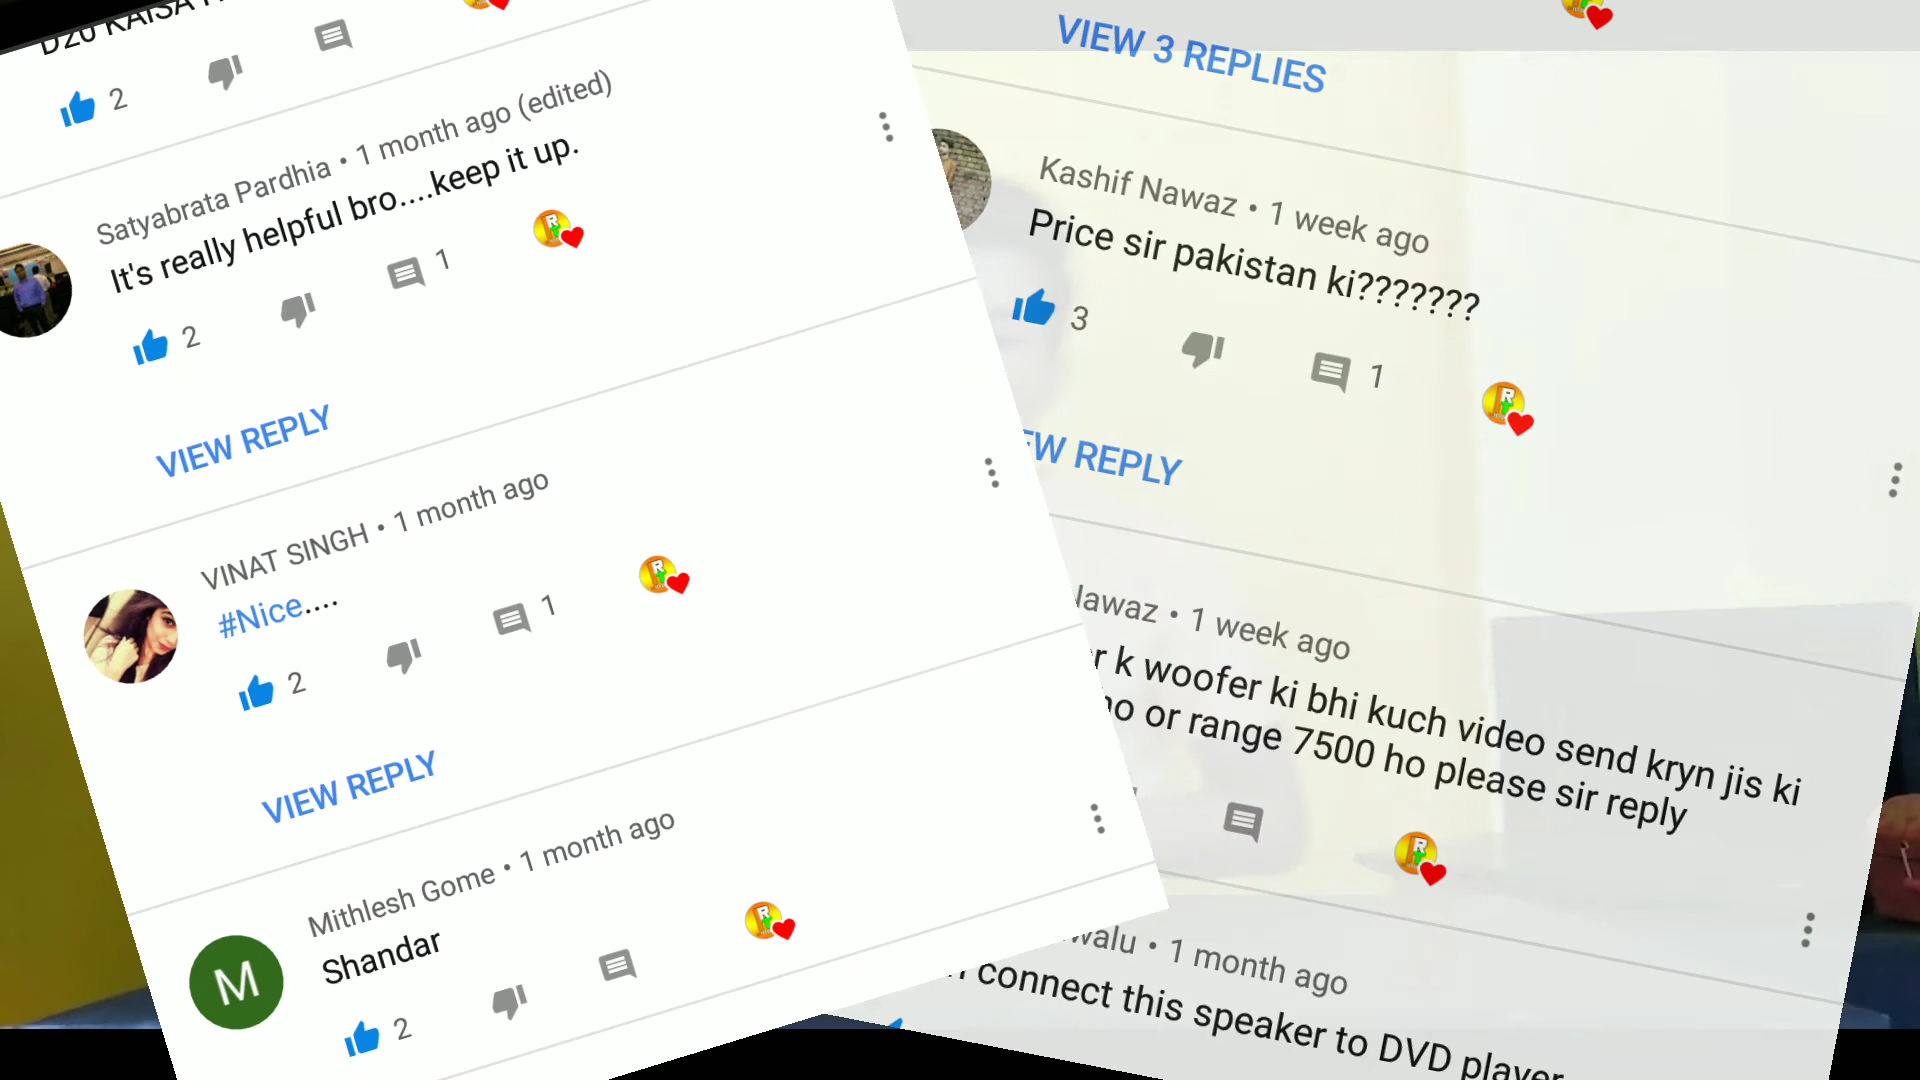 KAISA
2
Satyabrata Pardhia • 1 month ago (edited)
It's really helpful bro....keep it up.
2
1
VIEW REPLY
VINAT SINGH • 1 month ago
#Nice....
2
1
VIEW REPLY
M
Mithlesh Gome • 1 month ago
Shandar
2
VIEW 3 REPLIES
Kashif Nawaz • 1 week ago
Price sir pakistan ki???????
3
1
REPLY
• 1 week ago
k woofer ki bhi kuch video send kryn jis ki
or range 7500 ho please sir reply
• 1 month ago
connect this speaker to DVD player